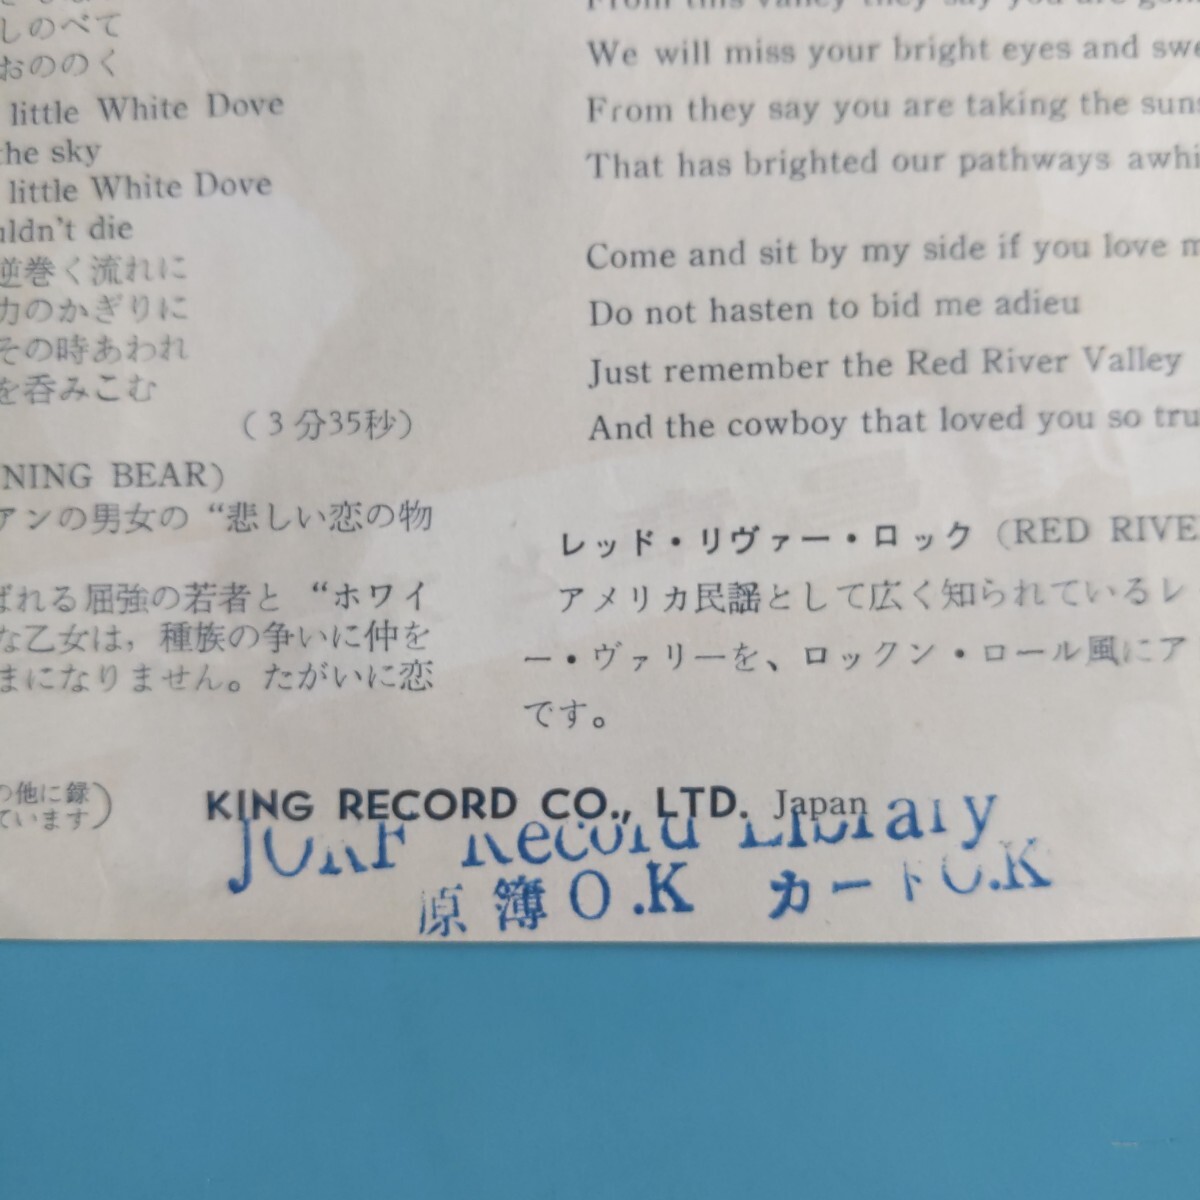 しのべて
おののく
little White Dove
the sky
little White Dove
uldn't die
逆巻く流れに
力のかぎりに
その時あわれ
を呑みこむ
(3分35秒)
NING BEAR)
アンの男女の“悲しい恋の物
ばれる屈強の若者と “ホワイ
な乙女は, 種族の争いに仲を
まになりません。たがいに恋
の他に録
ています)
From this valley they say you are gon
We will miss your bright eyes and swe
From they say you are taking the suns
That has brighted our pathways awhi
Come and sit by my side if you love m
Do not hasten to bid me adieu
Just remember the Red River Valley
And the cowboy that loved you so tru
レッド・リヴァー・ロック (RED RIVE
アメリカ民謡として広く知られているレ
ー・ヴァリーを、ロックン・ロール風にア
です。
KING RECORD CO., LTD. Japan
Record Library
原簿O.K カードO.K